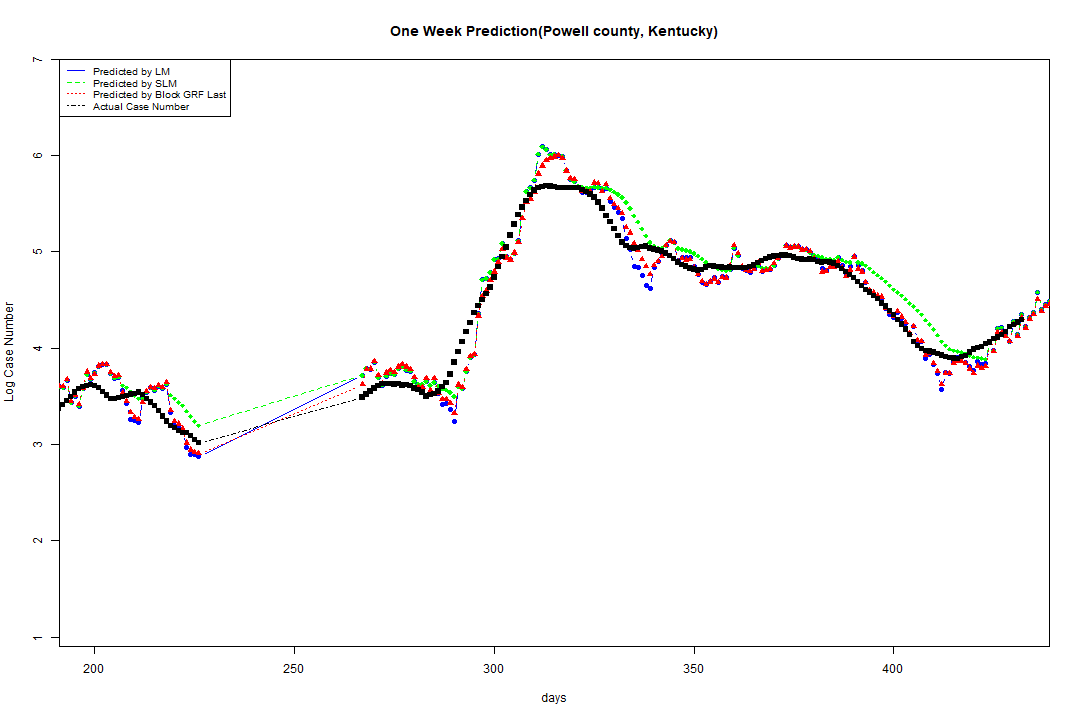 One Week Prediction(Powell county, Kentucky)
Predicted by LM
Predicted by SLM
Predicted by Block GRF Last
Actual Case Number
7
6
5
4
3
2
1
Log Case Number
200 250 300 350 400
days